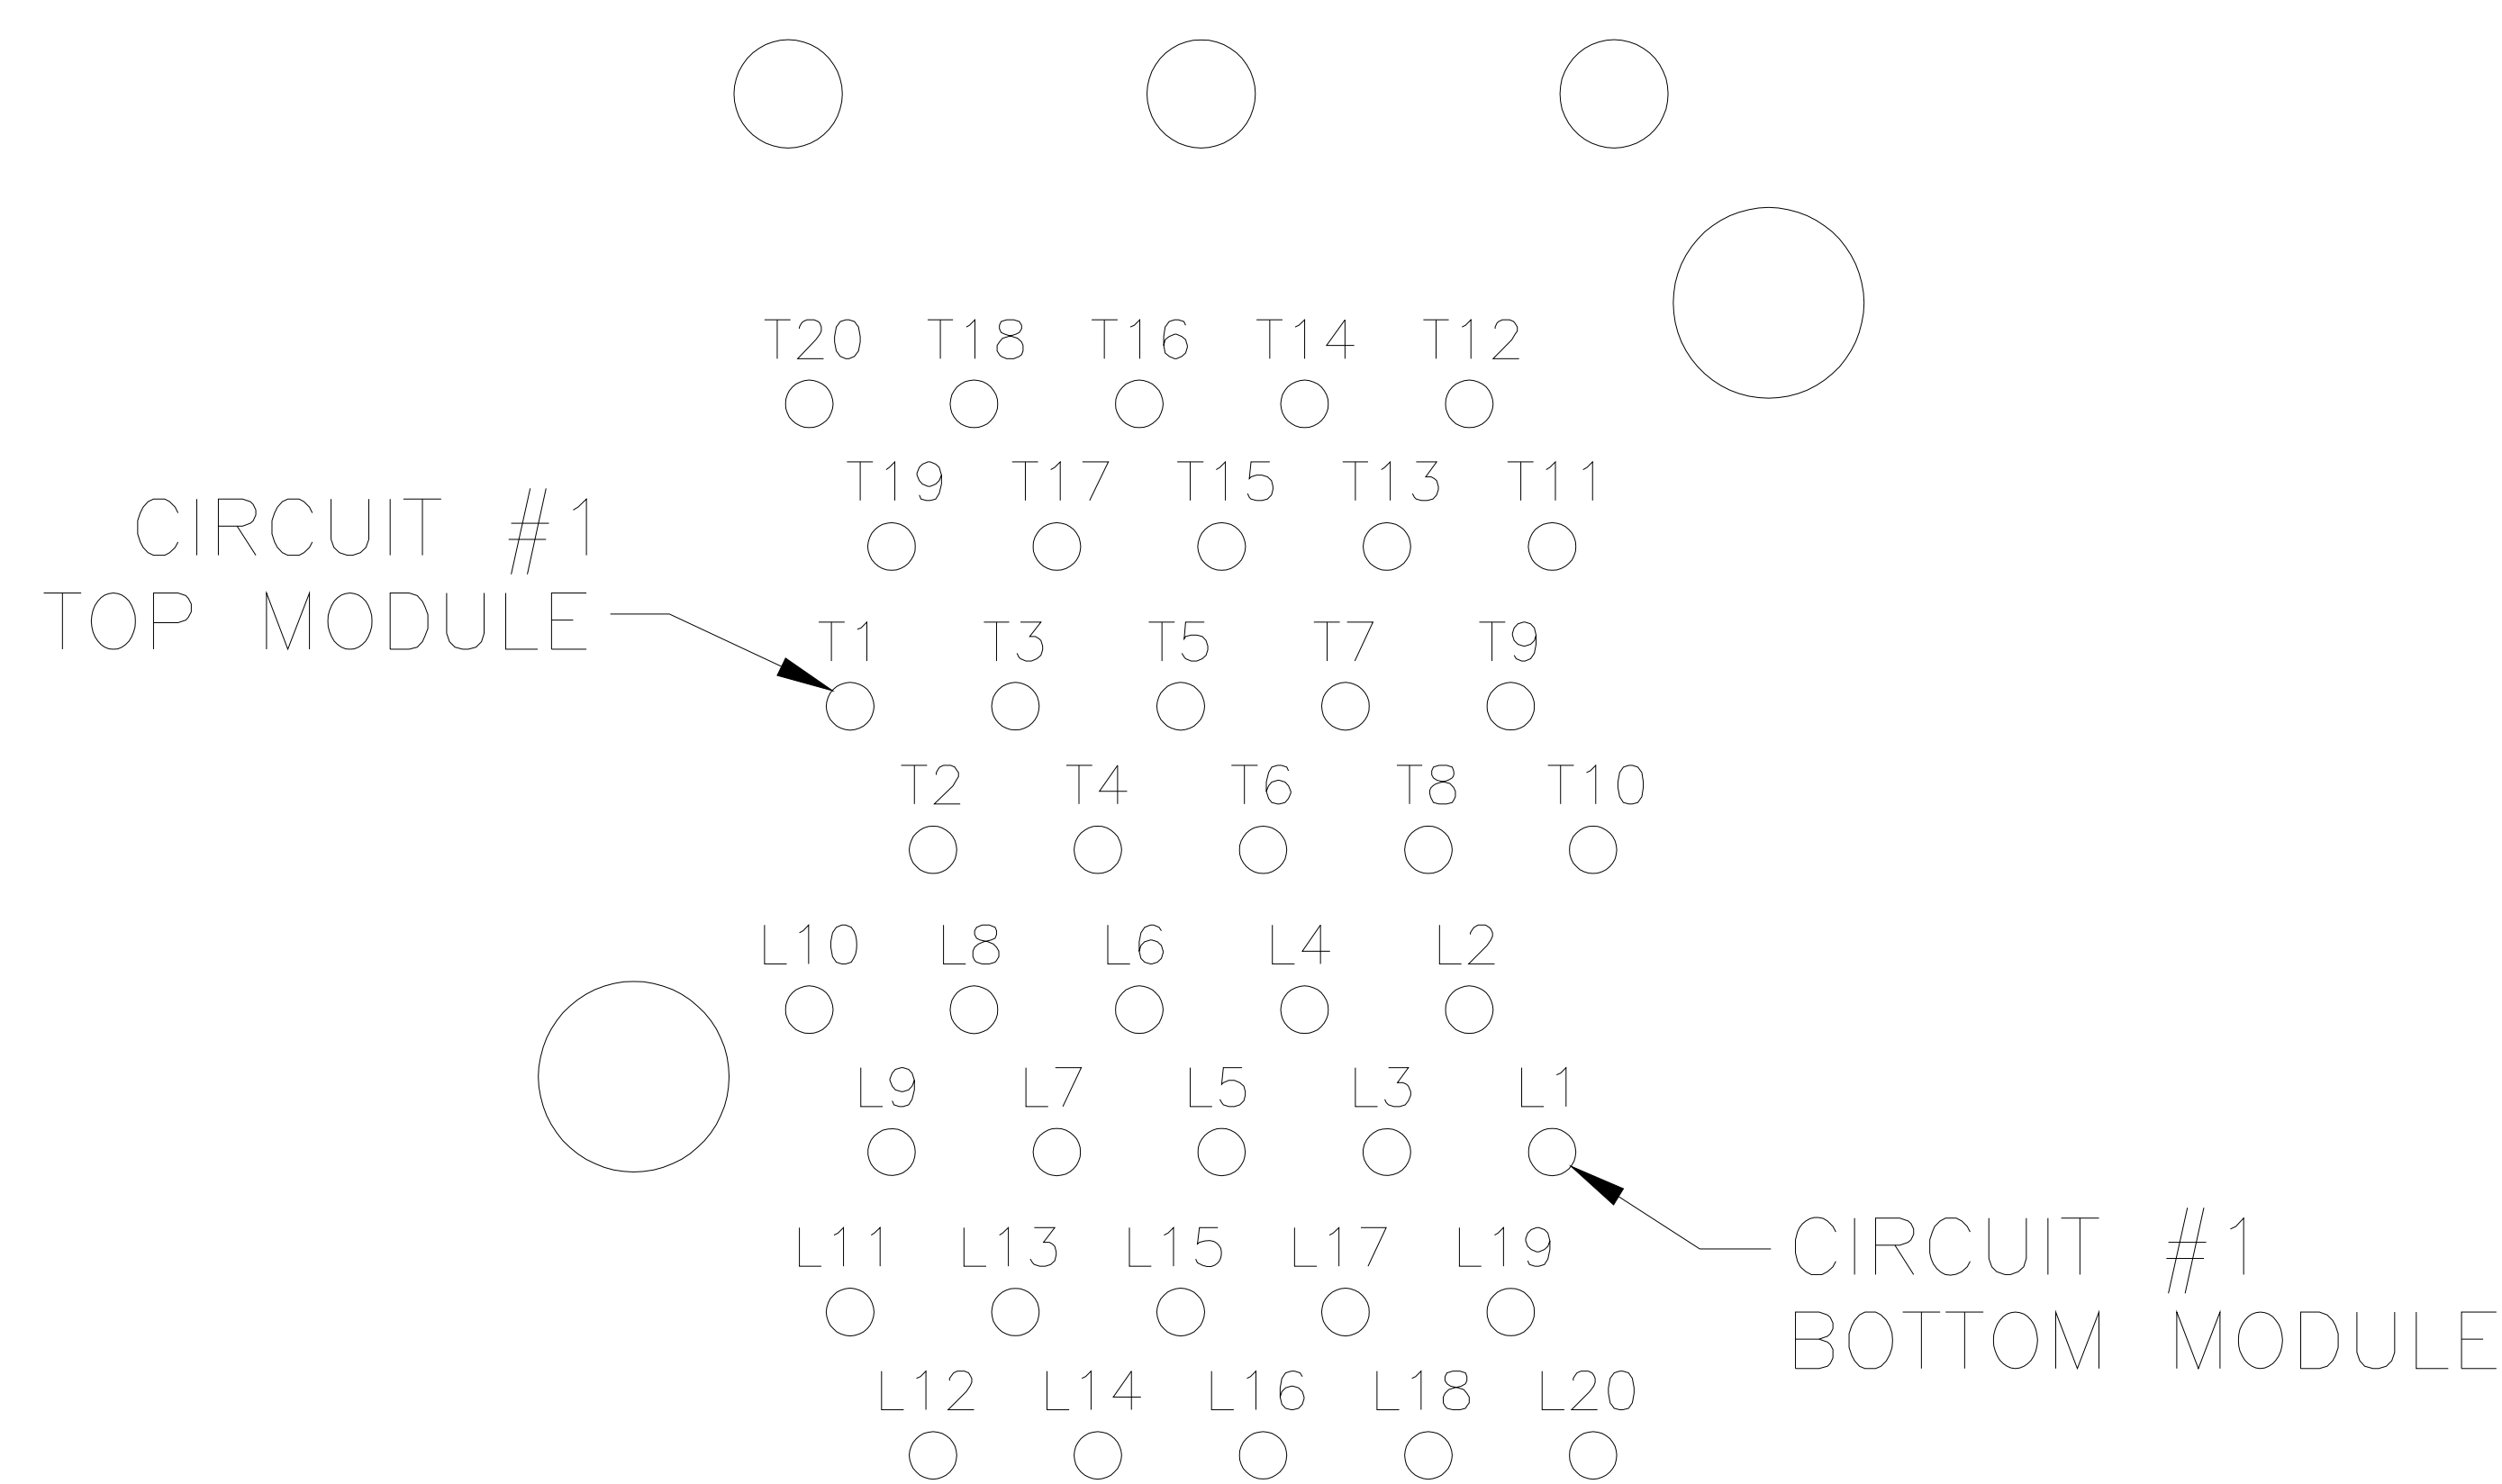 T20 T18 T16 T14 T12
T19 T17 T15 T13 T11
CIRCUIT #1
TOP MODULE
T1 T3 T5 T7 T9
T2 T4 T6 T8 T10
L10 L8 L6 L4 L2
L9 L7 L5 L3 L1
L11 L13 L15 L17 L19
CIRCUIT #1
BOTTOM MODULE
L12 L14 L16 L18 L20